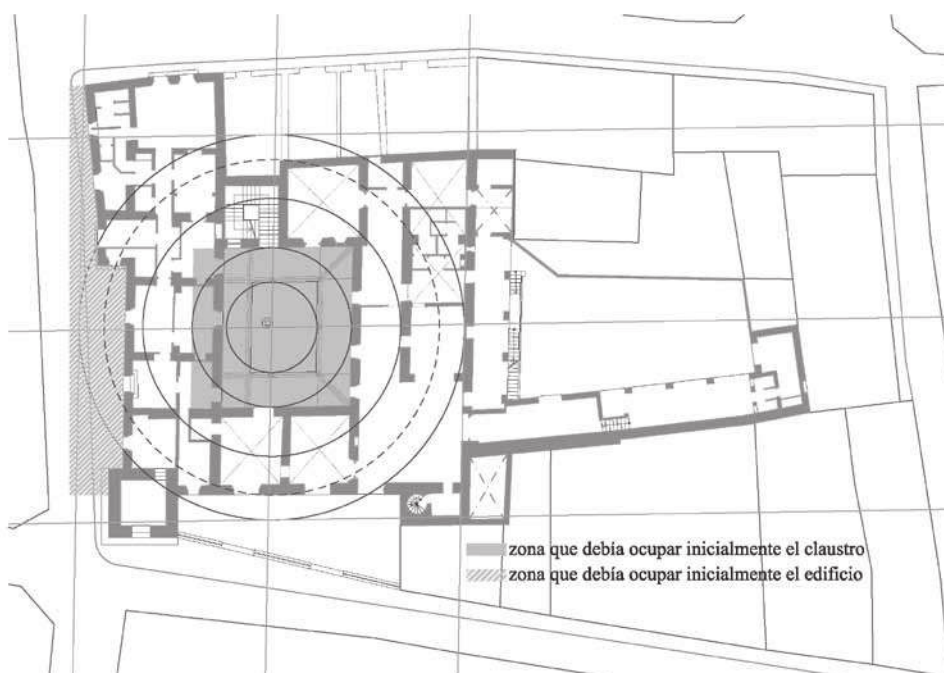 zona que debía ocupar inicialmente el claustro
zona que debía ocupar inicialmente el edificio